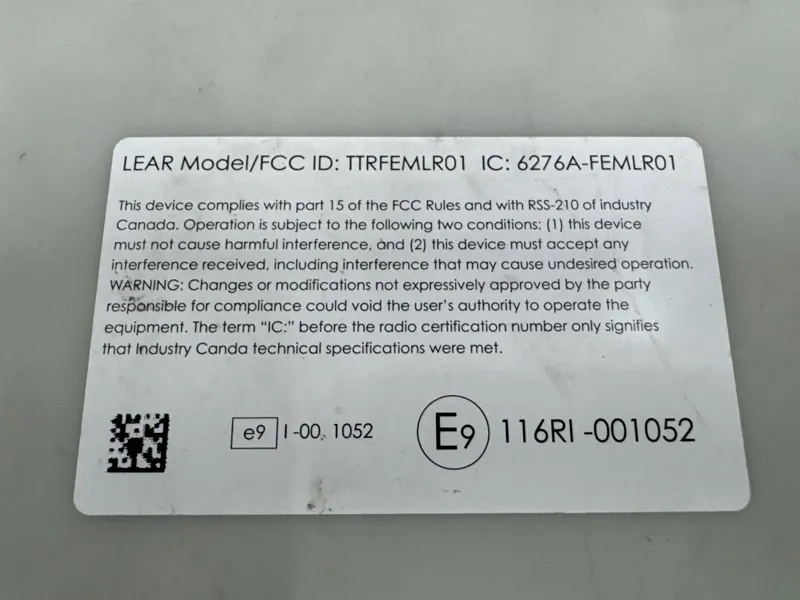 LEAR Model/FCC ID: TTRFEMLR01 IC: 6276A-FEMLR01
This device complies with part 15 of the FCC Rules and with RSS-210 of industry
Canada. Operation is subject to the following two conditions: (1) this device
must not cause harmful interference, and (2) this device must accept any
interference received, including interference that may cause undesired operation.
WARNING: Changes or modifications not expressively approved by the party
responsible for compliance could void the user's authority to operate the
equipment. The term "IC:" before the radio certification number only signifies
that Industry Canda technical specifications were met.
e9 I -00, 1052 E9 116RI -001052